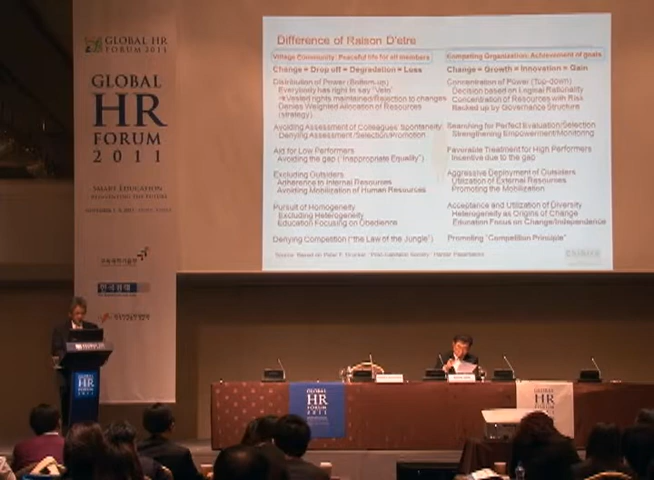 GLOBAL HR
FORUM 2011
GLOBAL
HR
FORUM
2011
SMART EDUCATION
Difference of Raison D'etre
Village Community: Peaceful life for all members
Change = Drop off = Degradation = Loss
Distribution of Power (Bottom up)
Everybody has right to say "Veto"
Vested rights maintained/Rejection to changes
Denies Weighted Allocation of Resources
(strategy)
Avoiding Assessment of Colleagues' Spontaneity
Denying Assessment/Selection/Promotion
Aid for Low Performers
Avoiding the gap ("Inappropriate Equality")
Excluding Outsiders
Adherence to Internal Resources
Avoiding Mobilization of Human Resources
Pursuit of Homogeneity
Excluding Heterogeneity
Education Focusing on Obedience
Denying Competition ("the Law of the Jungle")
Competing Organization: Achievement of goals
Change = Growth = Innovation = Gain
Concentration of Power (Top-down)
Decision based on Logical Rationality
Concentration of Resources with Risk
Backed up by Governance Structure
Searching for Perfect Evaluation/Selection
Strengthening Empowerment/Monitoring
Favorable Treatment for High Performers
Incentive due to the gap
Aggressive Deployment of Outsiders
Utilization of External Resources
Promoting the Mobilization
Acceptance and Utilization of Diversity
Heterogeneity as Origins of Change
Education Focus on Change/Independence
Promoting "Competition Principle"
Source: Based on Peter F. Drucker
HR
GLOBAL
HR
FORUM
2011
GLOBAL
HR
FORUM
2011